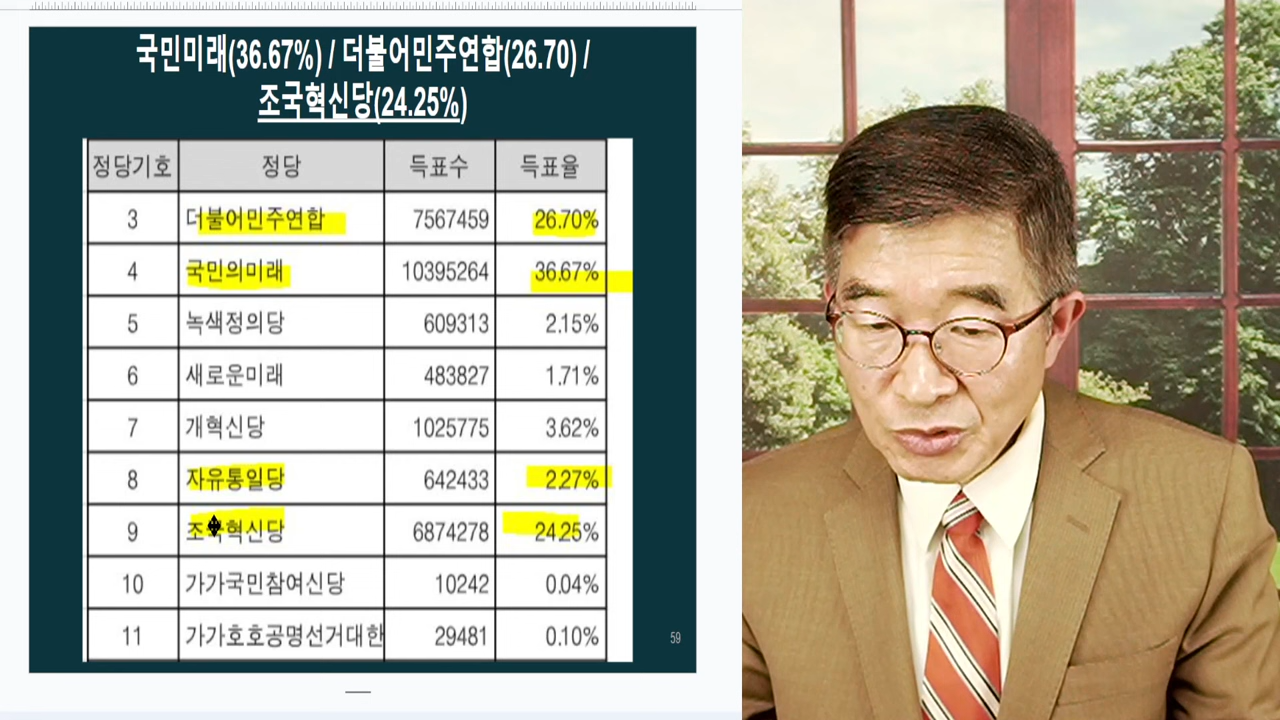 국민미래(36.67%) / 더불어민주연합(26.70) /
조국혁신당(24.25%)
정당기호 정당 득표수 득표율
3 더불어민주연합 7567459 26.70%
4 국민의미래 10395264 36.67%
5 녹색정의당 609313 2.15%
6 새로운미래 483827 1.71%
7 개혁신당 1025775 3.62%
8 자유통일당 642433 2.27%
9 조국혁신당 6874278 24.25%
10 가가국민참여신당 10242 0.04%
11 가가호호공명선거대한 29481 0.10%
59